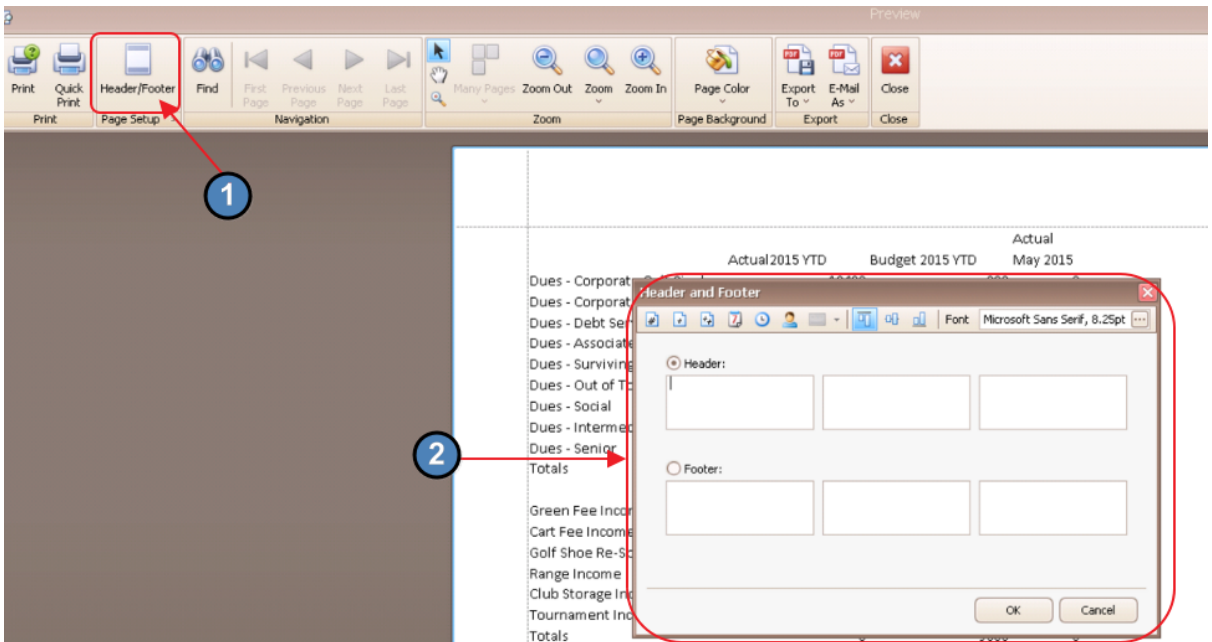 Preview
Print
Quick Print
Header/Footer
Find
First Page
Previous Page
Next Page
Last Page
Many Pages
Zoom Out
Zoom
Zoom In
Page Color
Export To
E-Mail As
Close
Print
Page Setup
Navigation
Zoom
Page Background
Export
Close
1
Actual
Actual 2015 YTD Budget 2015 YTD May 2015
Dues - Corporat
Dues - Corporat
Dues - Debt Ser
Dues - Associate
Dues - Surviving
Dues - Out of T
Dues - Social
Dues - Intermed
Dues - Senior
Totals
Green Fee Incor
Cart Fee Income
Golf Shoe Re-S
Range Income
Club Storage In
Tournament Inc
Totals
2
Header and Footer
Font Microsoft Sans Serif, 8.25pt ...
Header:
Footer:
OK Cancel